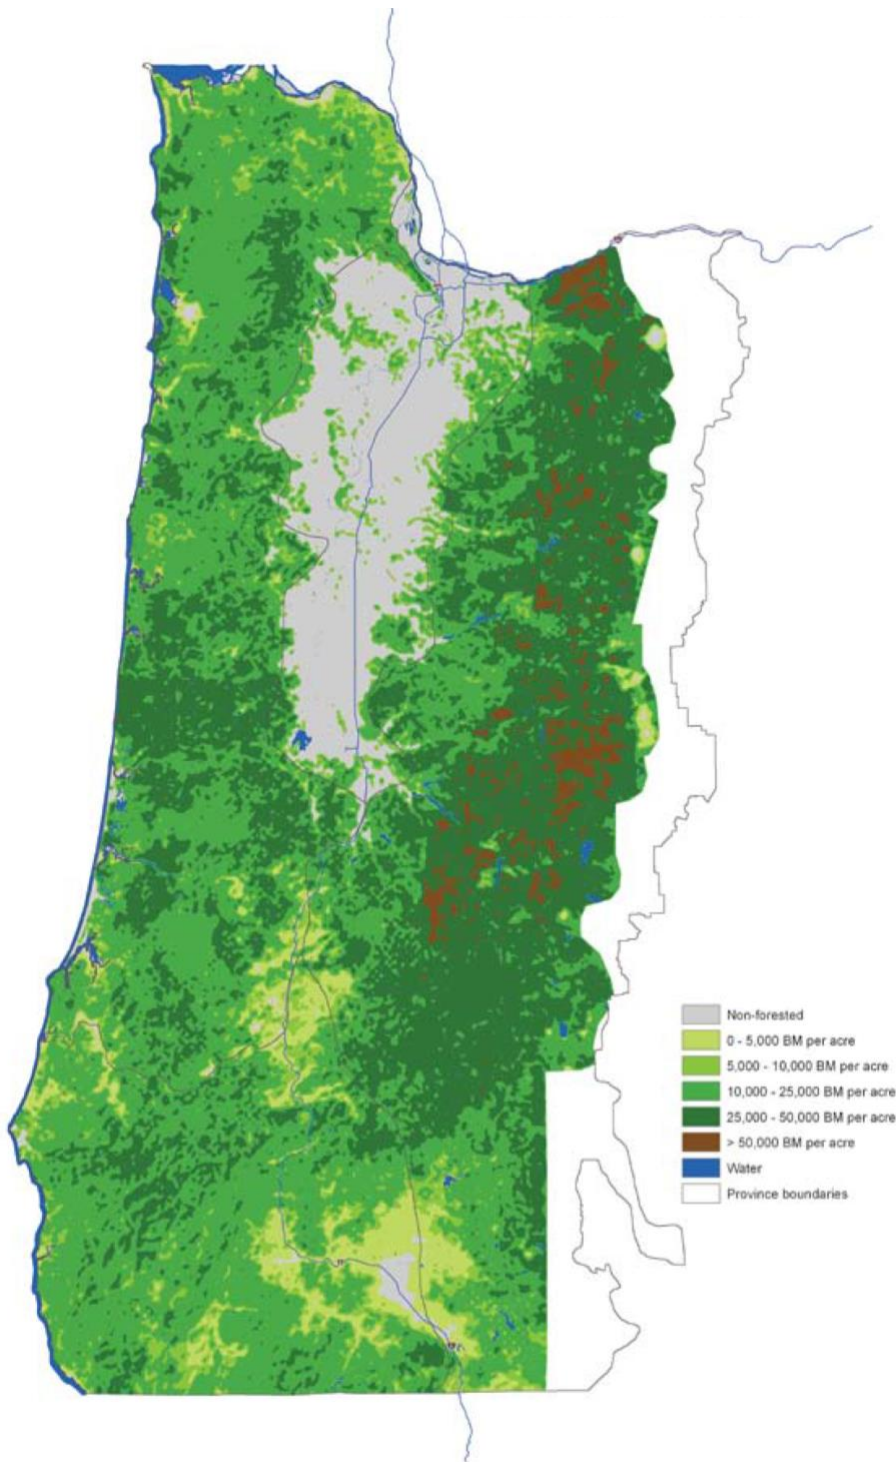 Non-forested
0 - 5,000 BM per acre
5,000 - 10,000 BM per acre
10,000 - 25,000 BM per acre
25,000 - 50,000 BM per acre
> 50,000 BM per acre
Water
Province boundaries